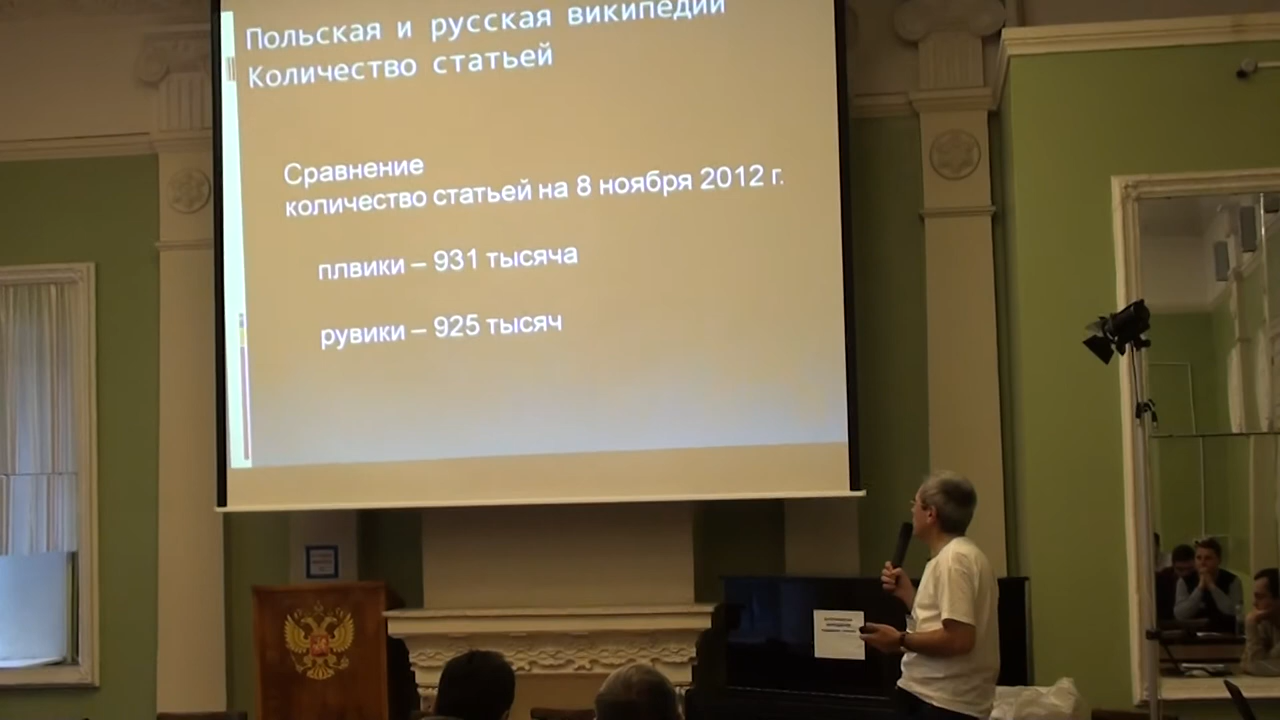 Польская и русская википедии
Количество статьей
Сравнение
количество статьей на 8 ноября 2012 г.
плвики – 931 тысяча
рувики – 925 тысяч